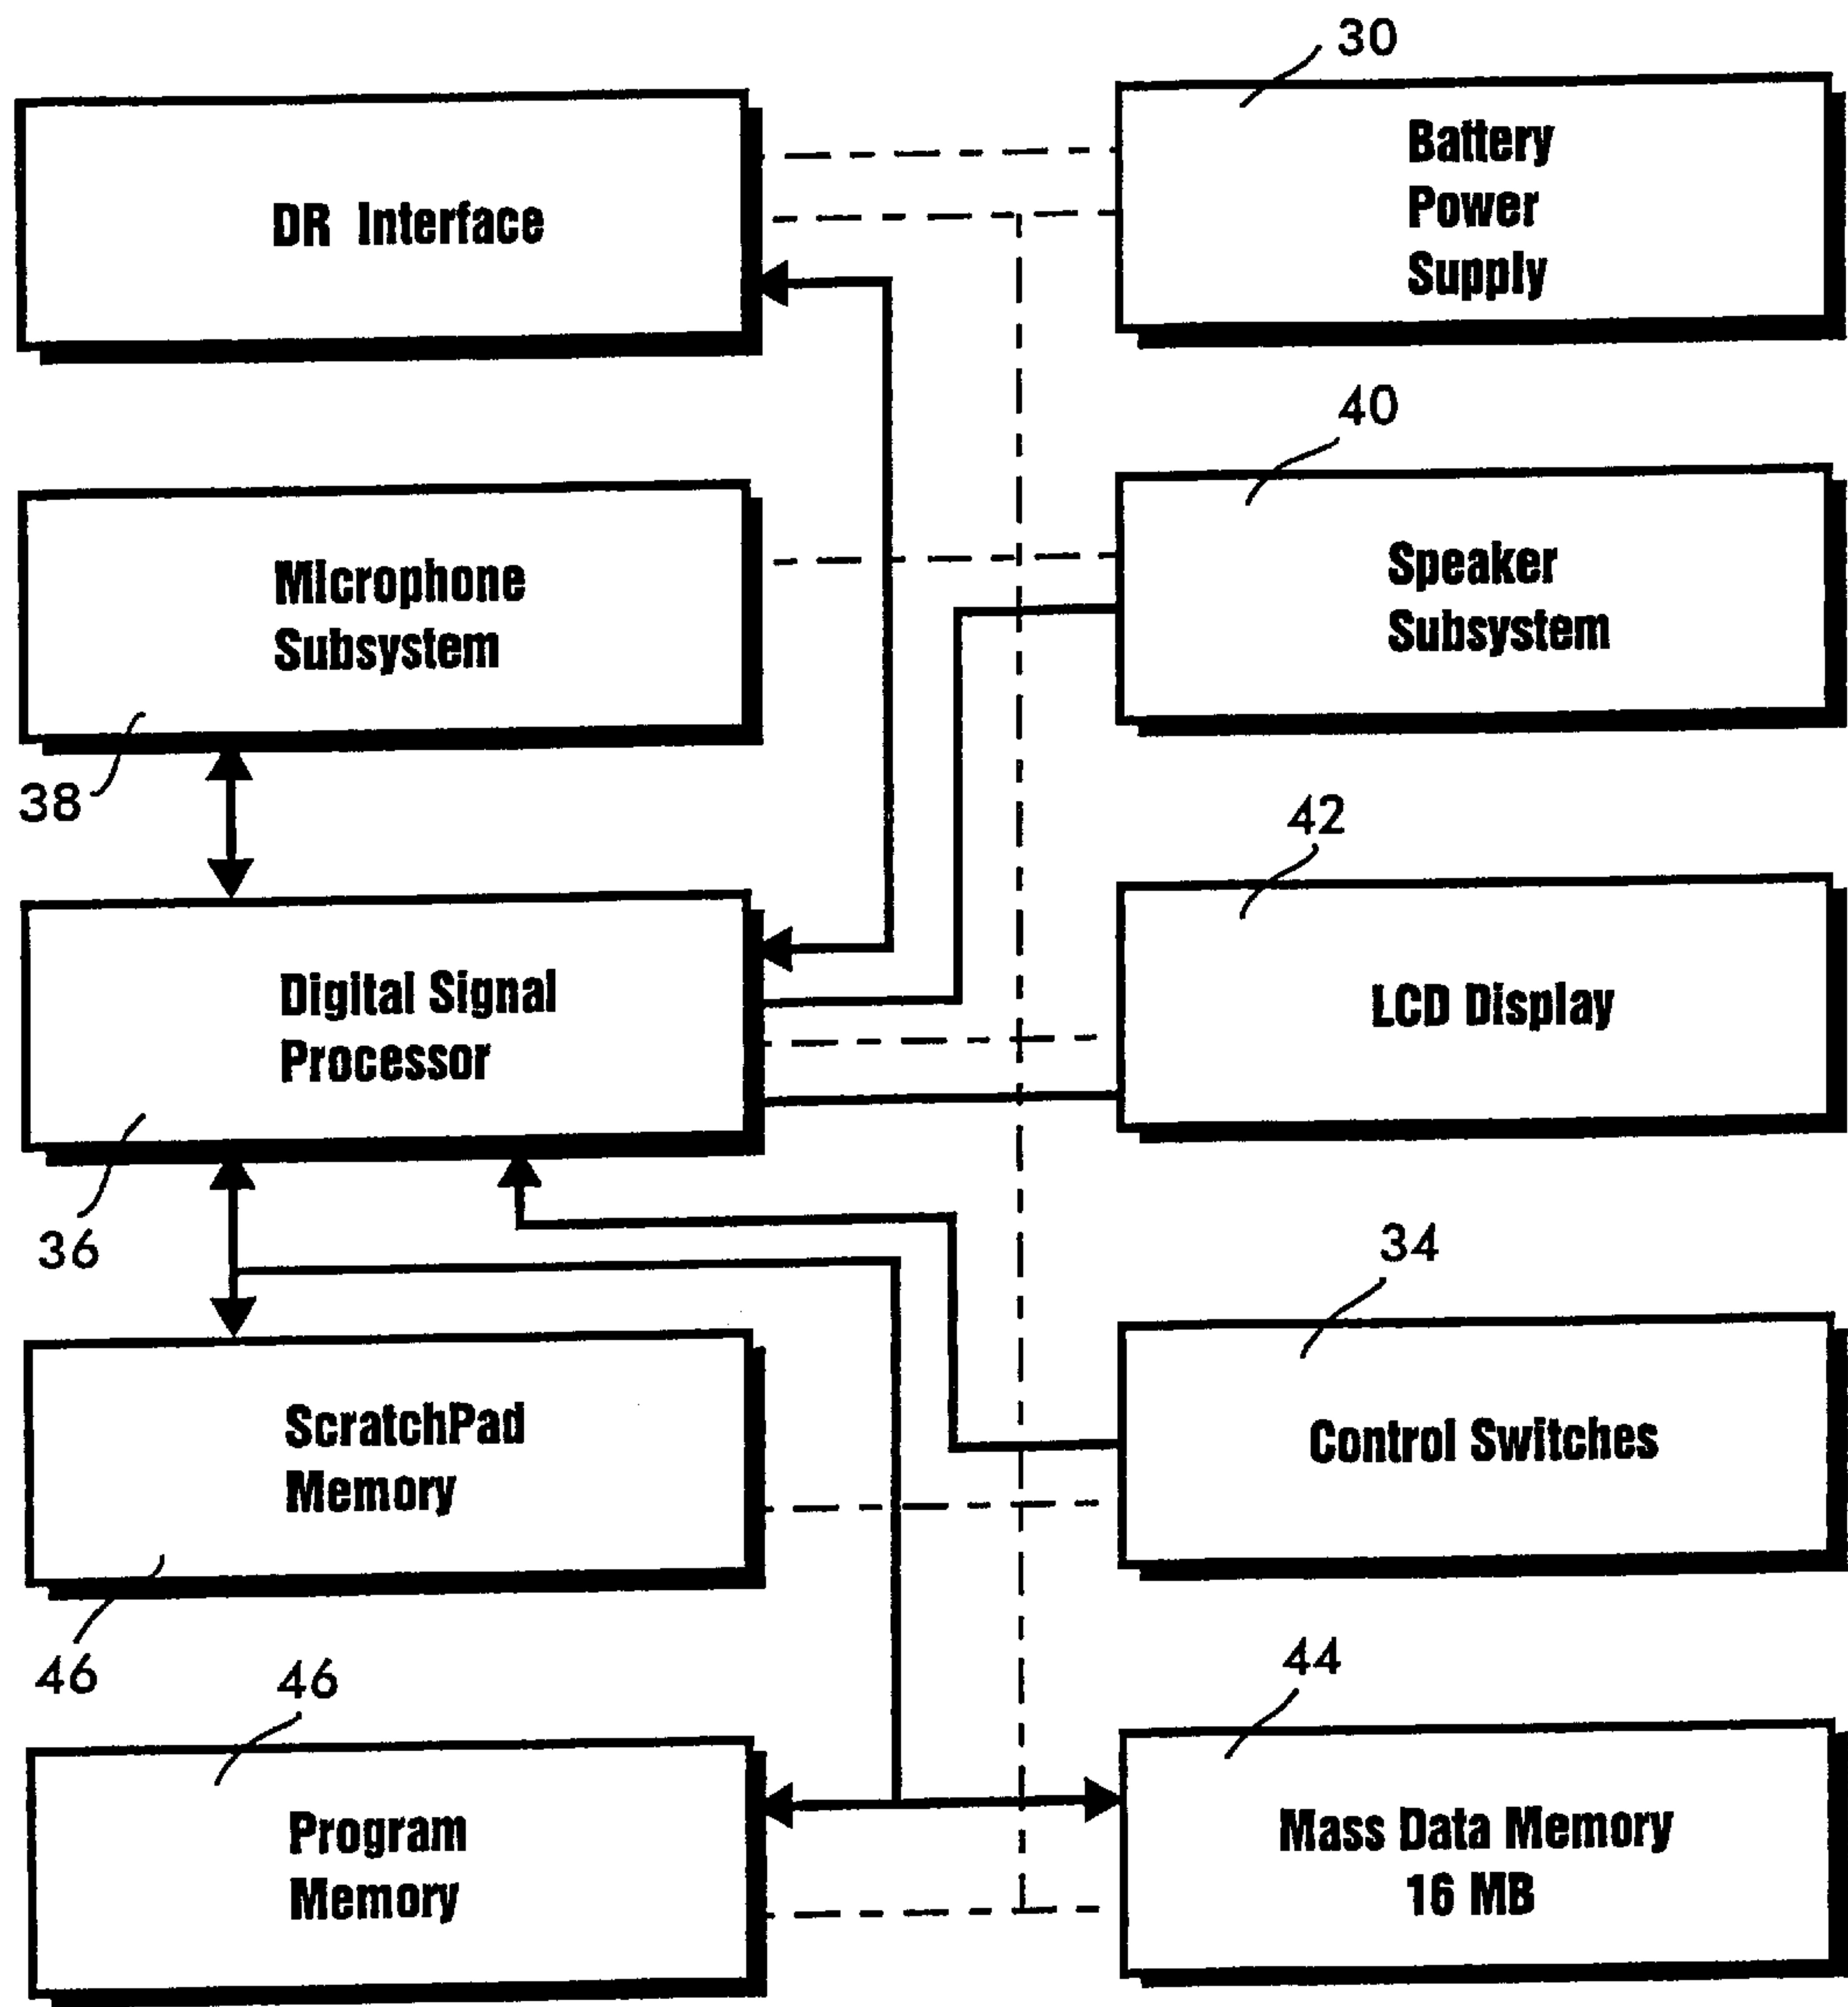 30
DR Interface
Battery
Power
Supply
40
Microphone
Subsystem
38
Speaker
Subsystem
42
Digital Signal
Processor
36
LCD Display
34
ScratchPad
Memory
46
Control Switches
46
Program
Memory
44
Mass Data Memory
16 MB